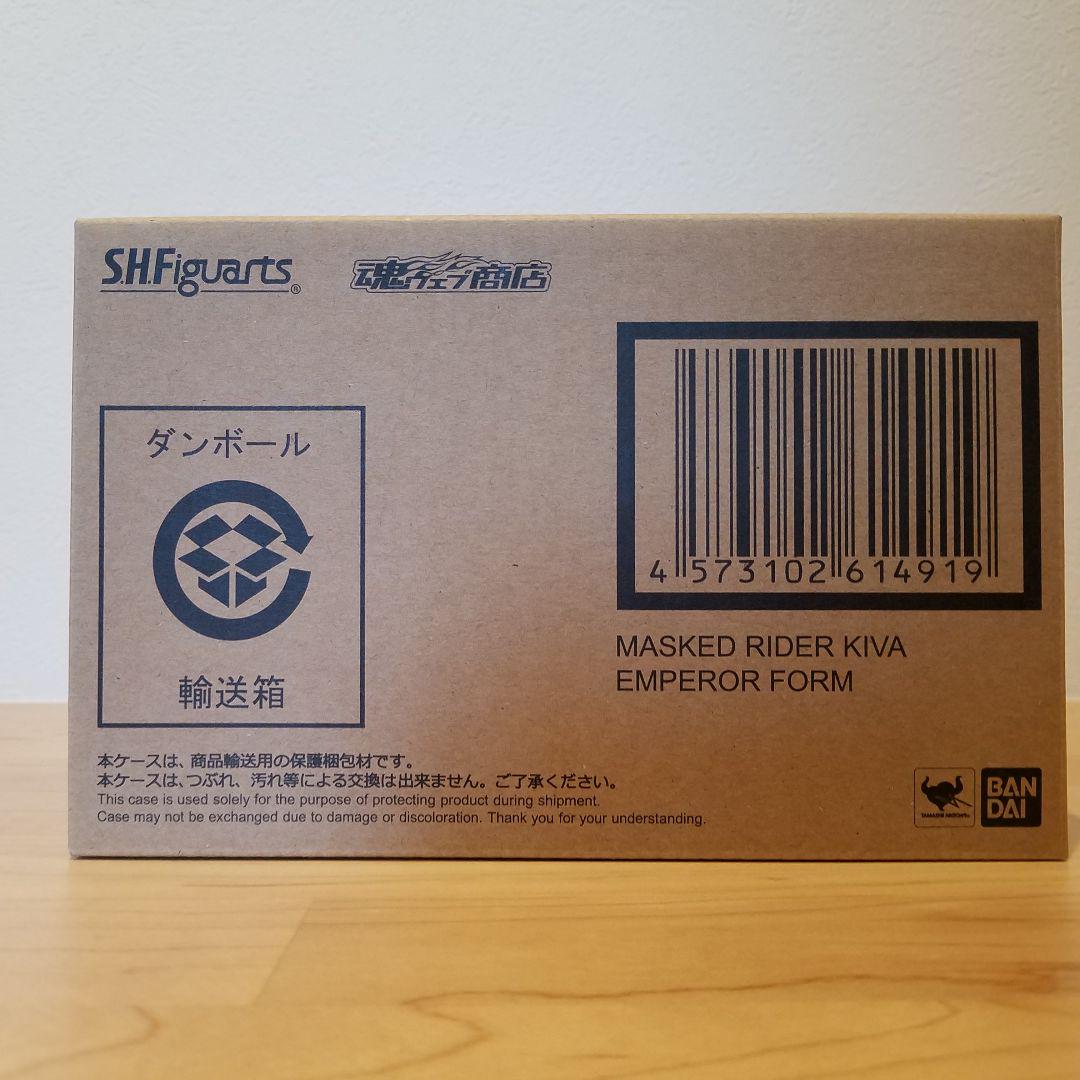 S.H.Figuarts®
魂ウェブ商店
ダンボール
輸送箱
4 573102 614919
MASKED RIDER KIVA
EMPEROR FORM
本ケースは、商品輸送用の保護梱包材です。
本ケースは、つぶれ、汚れ等による交換は出来ません。ご了承ください。
This case is used solely for the purpose of protecting product during shipment.
Case may not be exchanged due to damage or discoloration. Thank you for your understanding.
TAMASHII NATIONS
BAN
DAI